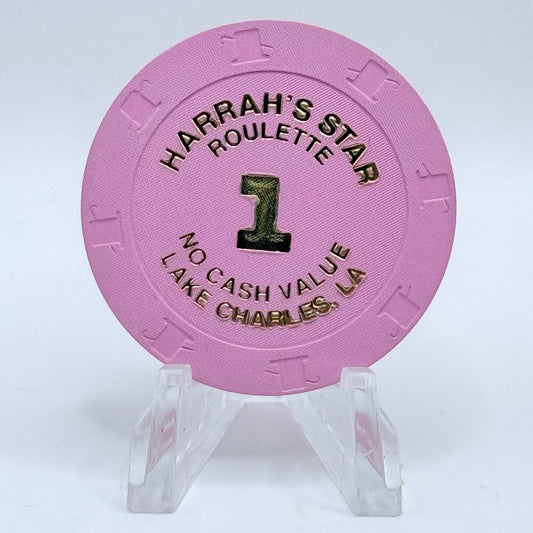 HARRAH'S STAR
ROULETTE
1
NO CASH VALUE
LAKE CHARLES, LA